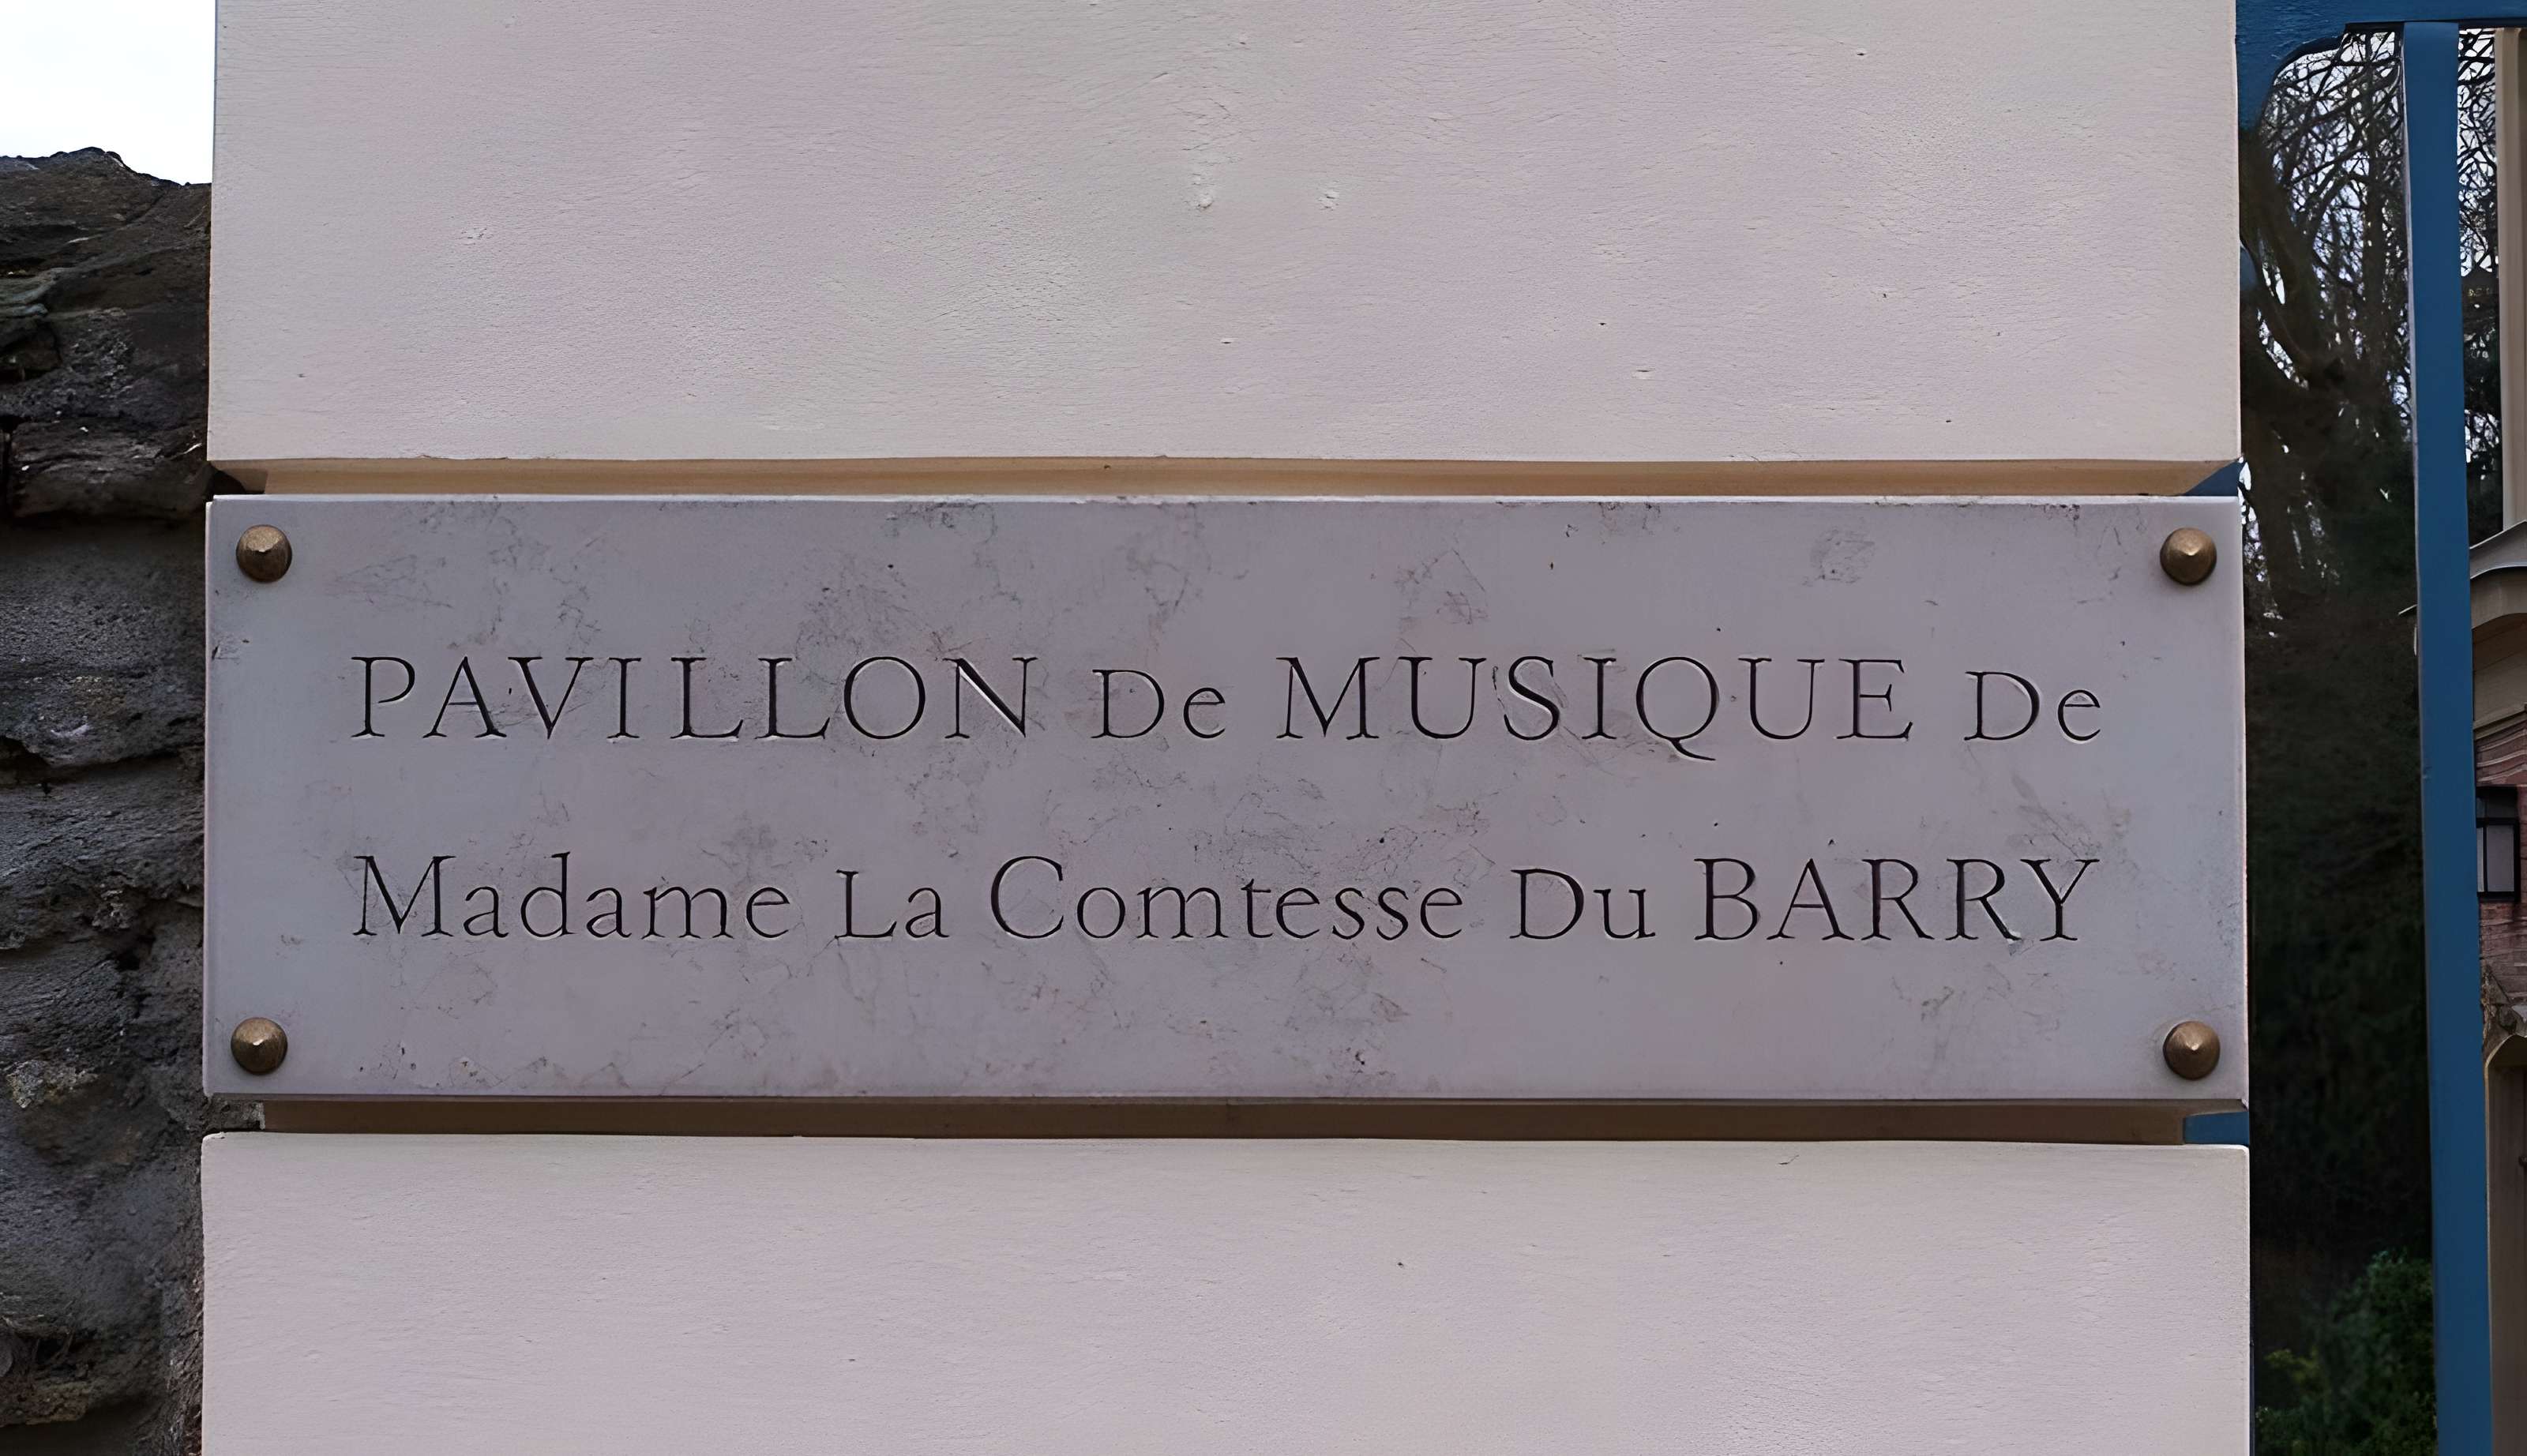 PAVILLON De MUSIQUE De
Madame La Comtesse Du BARRY